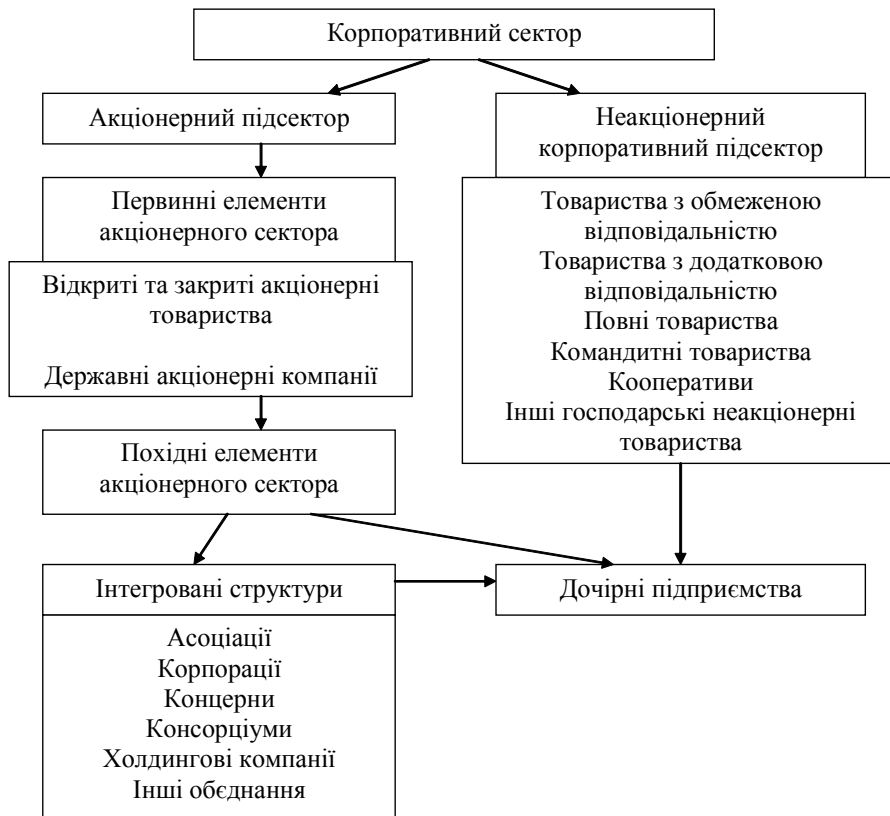 Корпоративний сектор
Акціонерний підсектор
Неакціонерний
корпоративний підсектор
Первинні елементи
акціонерного сектора
Відкриті та закриті акціонерні
товариства
Державні акціонерні компанії
Товариства з обмеженою
відповідальністю
Товариства з додатковою
відповідальністю
Повні товариства
Командитні товариства
Кооперативи
Інші господарські неакціонерні
товариства
Похідні елементи
акціонерного сектора
Інтегровані структури
Дочірні підприємства
Асоціації
Корпорації
Концерни
Консорціуми
Холдингові компанії
Інші обєднання